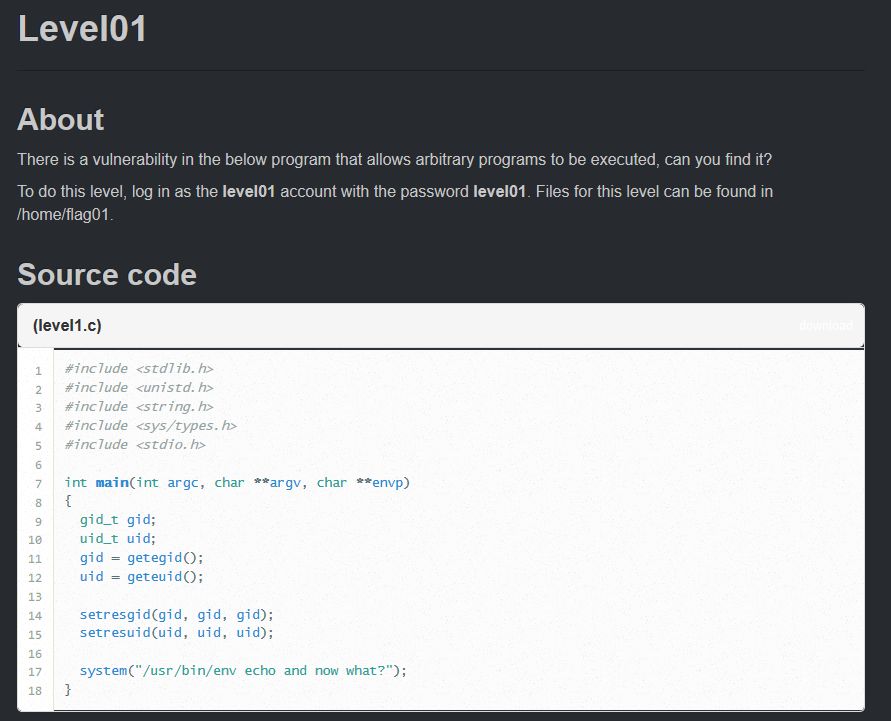 Level01
About
There is a vulnerability in the below program that allows arbitrary programs to be executed, can you find it?
To do this level, log in as the level01 account with the password level01. Files for this level can be found in
/home/flag01.
Source code
(level1.c) download
1 #include <stdlib.h>
2 #include <unistd.h>
3 #include <string.h>
4 #include <sys/types.h>
5 #include <stdio.h>
6
7 int main(int argc, char **argv, char **envp)
8 {
9   gid_t gid;
10   uid_t uid;
11   gid = getegid();
12   uid = geteuid();
13
14   setresgid(gid, gid, gid);
15   setresuid(uid, uid, uid);
16
17   system("/usr/bin/env echo and now what?");
18 }